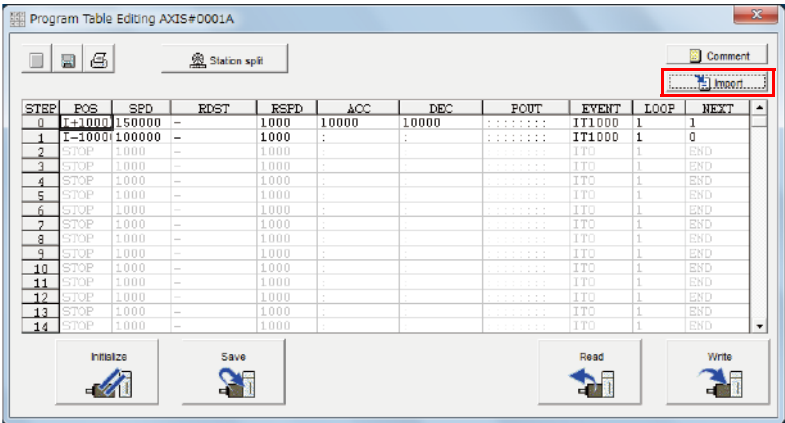 Program Table Editing AXIS#0001A
Station split
Comment
Import
STEP POS SPD RDST RSPD ACC DEC POUT EVENT LOOP NEXT
0 I+1000 150000 – 1000 10000 10000 :::::::: IT1000 1 1
1 I-1000 100000 – 1000 : : :::::::: IT1000 1 0
2 STOP 1000 – 1000 : : :::::::: IT0 1 END
3 STOP 1000 – 1000 : : :::::::: IT0 1 END
4 STOP 1000 – 1000 : : :::::::: IT0 1 END
5 STOP 1000 – 1000 : : :::::::: IT0 1 END
6 STOP 1000 – 1000 : : :::::::: IT0 1 END
7 STOP 1000 – 1000 : : :::::::: IT0 1 END
8 STOP 1000 – 1000 : : :::::::: IT0 1 END
9 STOP 1000 – 1000 : : :::::::: IT0 1 END
10 STOP 1000 – 1000 : : :::::::: IT0 1 END
11 STOP 1000 – 1000 : : :::::::: IT0 1 END
12 STOP 1000 – 1000 : : :::::::: IT0 1 END
13 STOP 1000 – 1000 : : :::::::: IT0 1 END
14 STOP 1000 – 1000 : : :::::::: IT0 1 END
Initialize Save Read Write